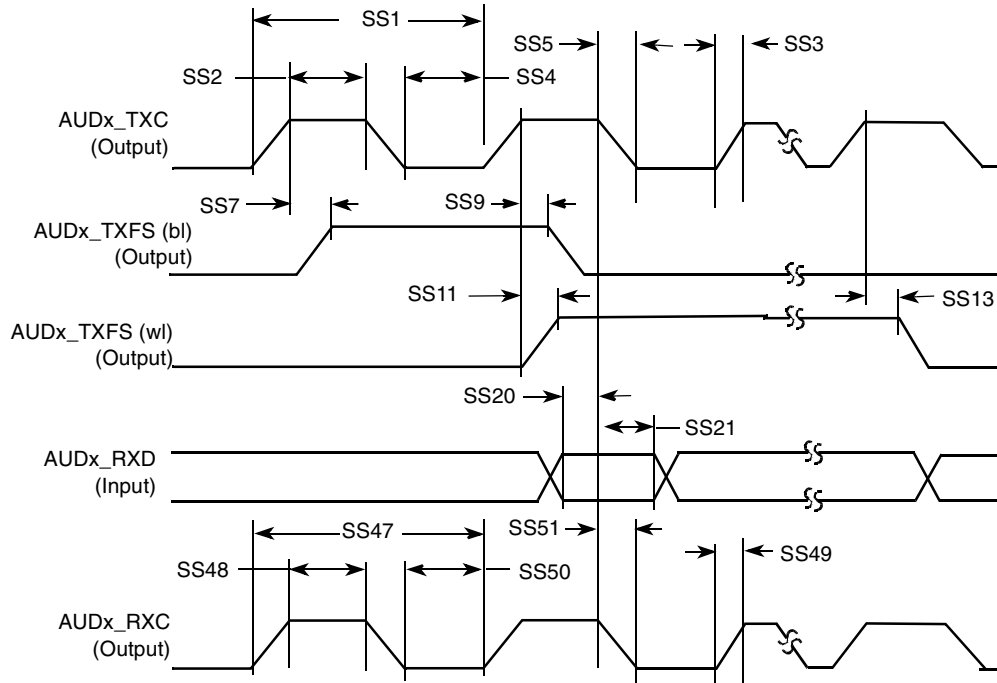 SS1
SS5
SS3
SS2
SS4
AUDx_TXC
(Output)
SS7
SS9
AUDx_TXFS (bl)
(Output)
SS11
SS13
AUDx_TXFS (wl)
(Output)
SS20
SS21
AUDx_RXD
(Input)
SS47
SS51
SS49
SS48
SS50
AUDx_RXC
(Output)